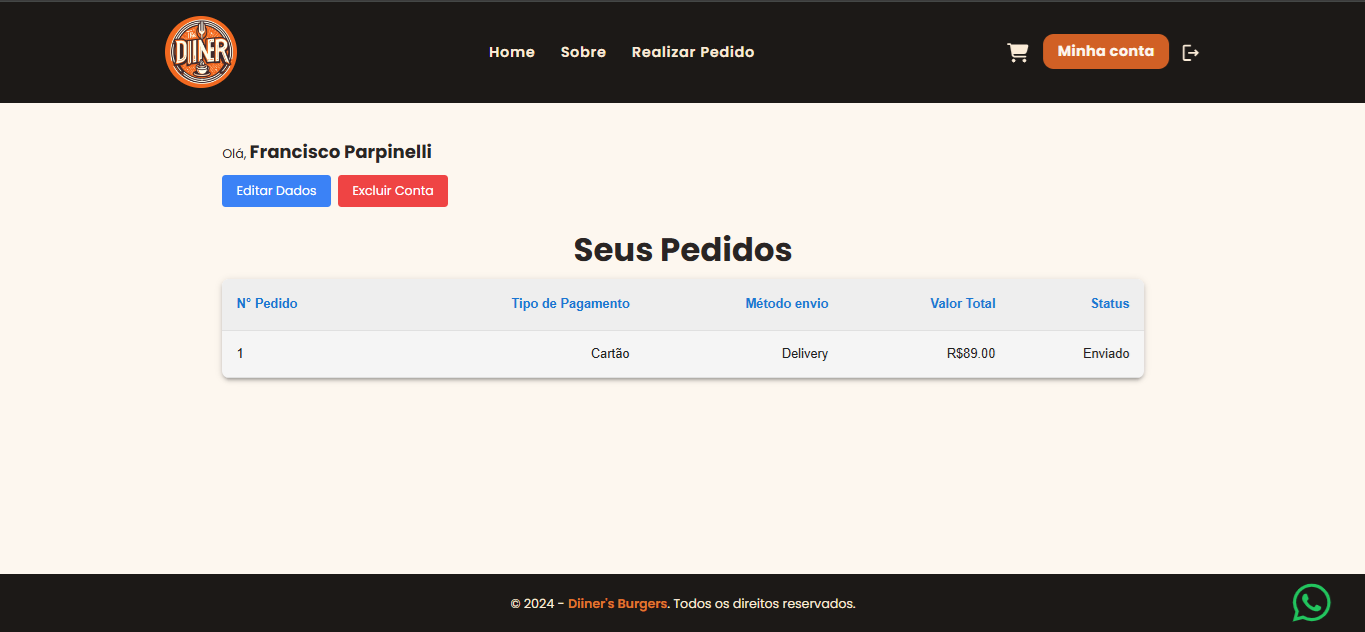 The
DIINER
Home Sobre Realizar Pedido Minha conta
Olá, Francisco Parpinelli
Editar Dados Excluir Conta
Seus Pedidos
N° Pedido Tipo de Pagamento Método envio Valor Total Status
1 Cartão Delivery R$89.00 Enviado
© 2024 - Diiner's Burgers. Todos os direitos reservados.